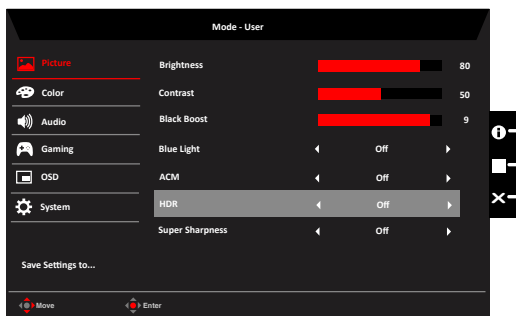 Mode - User
Picture
Brightness 80
Color
Contrast 50
Audio
Black Boost 9
Gaming
Blue Light Off
OSD
ACM Off
System
HDR Off
Super Sharpness Off
Save Settings to...
Move Enter